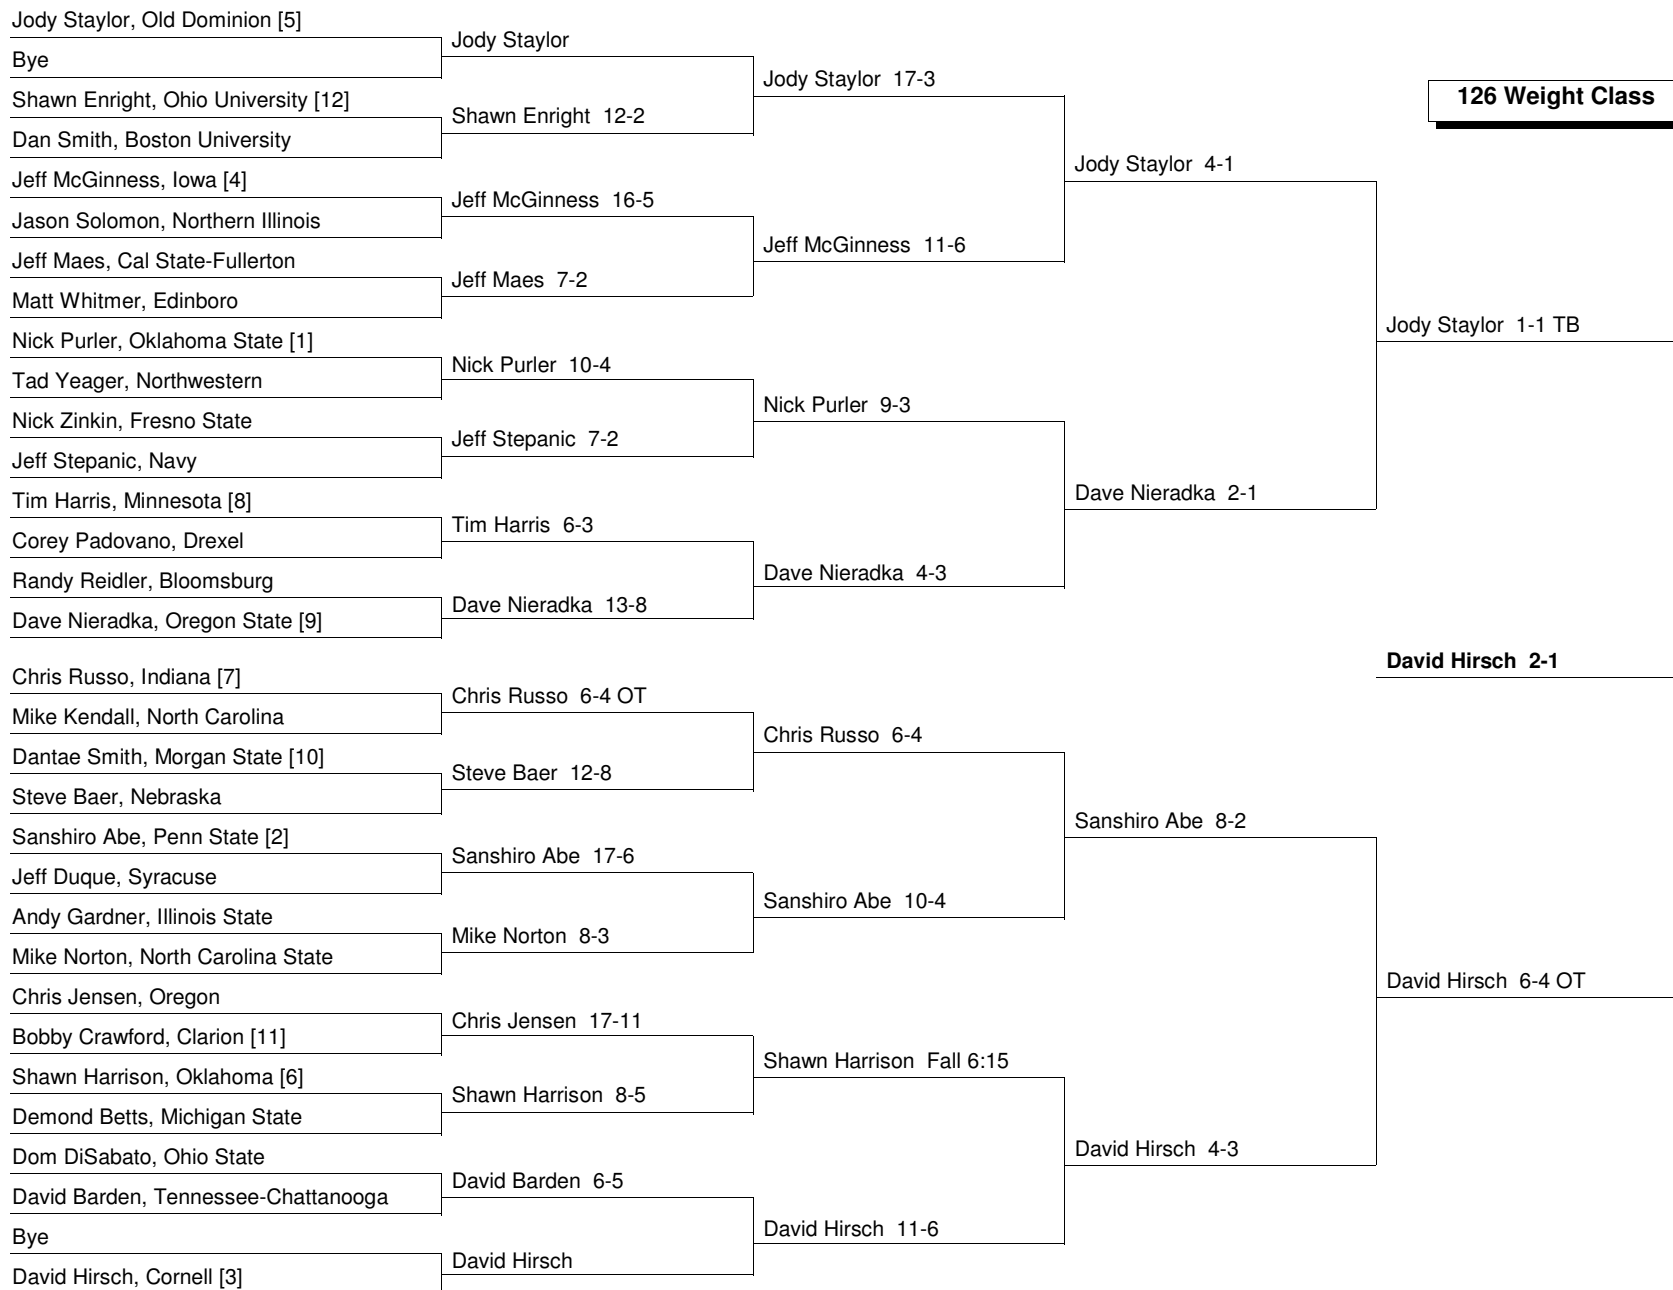 126 Weight Class
Jody Staylor, Old Dominion [5]
Bye
Shawn Enright, Ohio University [12]
Dan Smith, Boston University
Jeff McGinness, Iowa [4]
Jason Solomon, Northern Illinois
Jeff Maes, Cal State-Fullerton
Matt Whitmer, Edinboro
Nick Purler, Oklahoma State [1]
Tad Yeager, Northwestern
Nick Zinkin, Fresno State
Jeff Stepanic, Navy
Tim Harris, Minnesota [8]
Corey Padovano, Drexel
Randy Reidler, Bloomsburg
Dave Nieradka, Oregon State [9]
Chris Russo, Indiana [7]
Mike Kendall, North Carolina
Dantae Smith, Morgan State [10]
Steve Baer, Nebraska
Sanshiro Abe, Penn State [2]
Jeff Duque, Syracuse
Andy Gardner, Illinois State
Mike Norton, North Carolina State
Chris Jensen, Oregon
Bobby Crawford, Clarion [11]
Shawn Harrison, Oklahoma [6]
Demond Betts, Michigan State
Dom DiSabato, Ohio State
David Barden, Tennessee-Chattanooga
Bye
David Hirsch, Cornell [3]
Jody Staylor
Shawn Enright 12-2
Jeff McGinness 16-5
Jeff Maes 7-2
Nick Purler 10-4
Jeff Stepanic 7-2
Tim Harris 6-3
Dave Nieradka 13-8
Chris Russo 6-4 OT
Steve Baer 12-8
Sanshiro Abe 17-6
Mike Norton 8-3
Chris Jensen 17-11
Shawn Harrison 8-5
David Barden 6-5
David Hirsch
Jody Staylor 17-3
Jeff McGinness 11-6
Nick Purler 9-3
Dave Nieradka 4-3
Chris Russo 6-4
Sanshiro Abe 10-4
Shawn Harrison Fall 6:15
David Hirsch 11-6
Jody Staylor 4-1
Dave Nieradka 2-1
Sanshiro Abe 8-2
David Hirsch 4-3
Jody Staylor 1-1 TB
David Hirsch 2-1
David Hirsch 6-4 OT